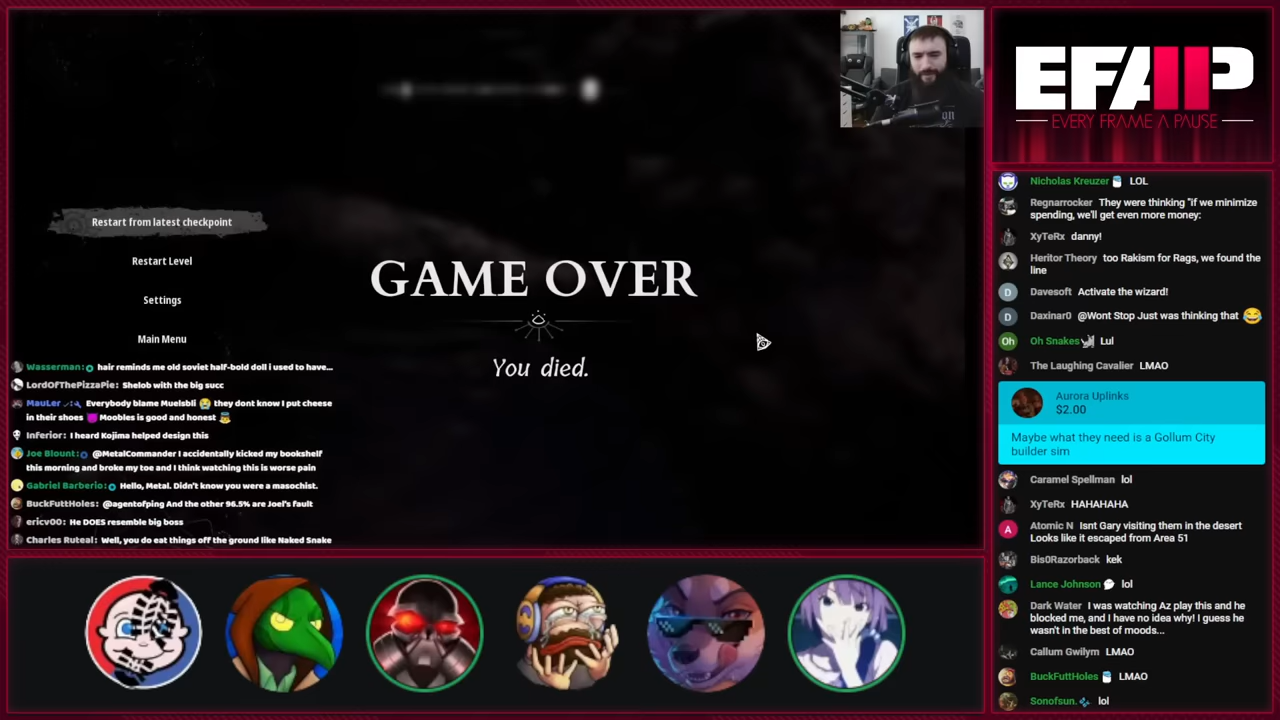 Restart from latest checkpoint
Restart Level
Settings
Main Menu
GAME OVER
You died.
Wasserman: hair reminds me old soviet half-bold doll i used to have...
LordOfThePizzaPie: Shelob with the big succ
MauLer: Everybody blame Muelsbli 😭 they dont know I put cheese
in their shoes 😈 Moobles is good and honest 😇
Inferior: I heard Kojima helped design this
Joe Blount: @MetalCommander I accidentally kicked my bookshelf
this morning and broke my toe and I think watching this is worse pain
Gabriel Barberio: Hello, Metal. Didn't know you were a masochist.
BuckFuttHoles: @agentofping And the other 96.5% are Joel's fault
ericv00: He DOES resemble big boss
Charles Ruteal: Well, you do eat things off the ground like Naked Snake
EFAP
EVERY FRAME A PAUSE
Nicholas Kreuzer LOL
Regnarrocker They were thinking "if we minimize
spending, we'll get even more money:
XyTeRx danny!
Heritor Theory too Rakism for Rags, we found the
line
D Davesoft Activate the wizard!
D Daxinar0 @Wont Stop Just was thinking that 😂
Oh Oh Snakes Lul
The Laughing Cavalier LMAO
Aurora Uplinks
$2.00
Maybe what they need is a Gollum City
builder sim
Caramel Spellman lol
XyTeRx HAHAHAHA
A Atomic N Isnt Gary visiting them in the desert
Looks like it escaped from Area 51
Bis0Razorback kek
Lance Johnson lol
Dark Water I was watching Az play this and he
blocked me, and I have no idea why! I guess he
wasn't in the best of moods...
Callum Gwilym LMAO
BuckFuttHoles LMAO
Sonofsun. lol